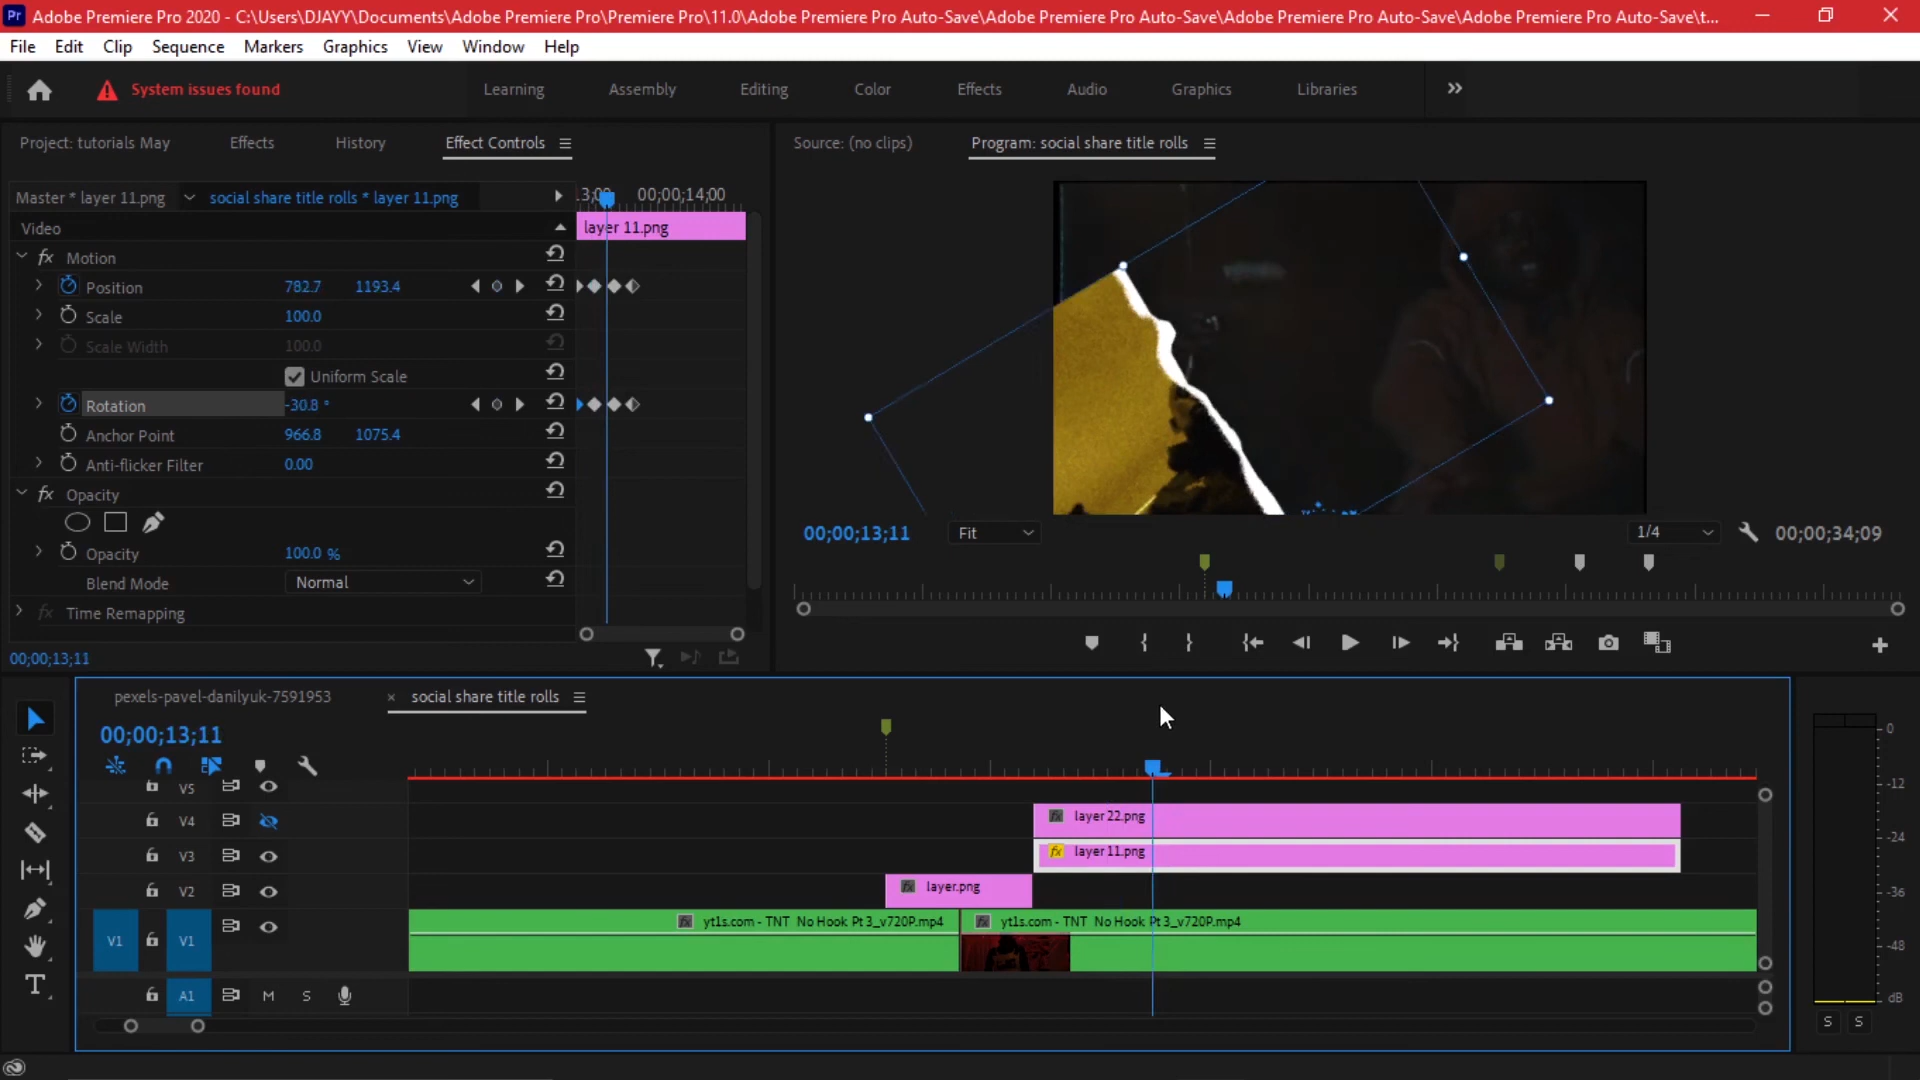 Pr Adobe Premiere Pro 2020 - C:\Users\DJAYY\Documents\Adobe Premiere Pro\Premiere Pro\11.0\Adobe Premiere Pro Auto-Save\Adobe Premiere Pro Auto-Save\Adobe Premiere Pro Auto-Save\Adobe Premiere Pro Auto-Save\t...
File Edit Clip Sequence Markers Graphics View Window Help
System issues found Learning Assembly Editing Color Effects Audio Graphics Libraries
Project: tutorials May Effects History Effect Controls
Source: (no clips) Program: social share title rolls
Master * layer 11.png social share title rolls * layer 11.png 00;00;14;00
Video layer 11.png
fx Motion
Position 782.7 1193.4
Scale 100.0
Scale Width 100.0
Uniform Scale
Rotation -30.8 °
Anchor Point 966.8 1075.4
Anti-flicker Filter 0.00
fx Opacity
Opacity 100.0 %
Blend Mode Normal
fx Time Remapping
00;00;13;11
00;00;13;11 Fit 1/4 00;00;34;09
pexels-pavel-danilyuk-7591953 × social share title rolls
00;00;13;11
V5
V4 fx layer 22.png
V3 fx layer 11.png
V2 fx layer.png
V1 V1 fx yt1s.com - TNT No Hook Pt 3_v720P.mp4 fx yt1s.com - TNT No Hook Pt 3_v720P.mp4
A1 M S
0
-12
-24
-36
-48
dB
S S